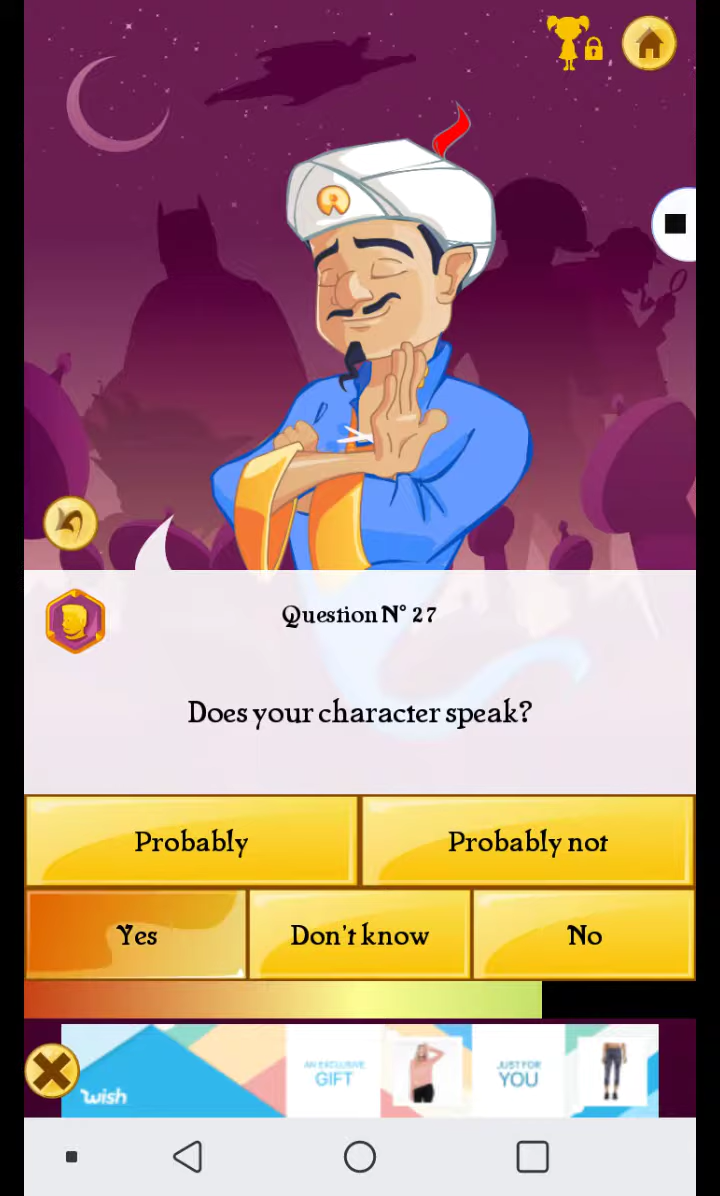 Question N° 27
Does your character speak?
Probably
Probably not
Yes
Don't know
No
AN EXCLUSIVE
GIFT
JUST FOR
YOU
wish